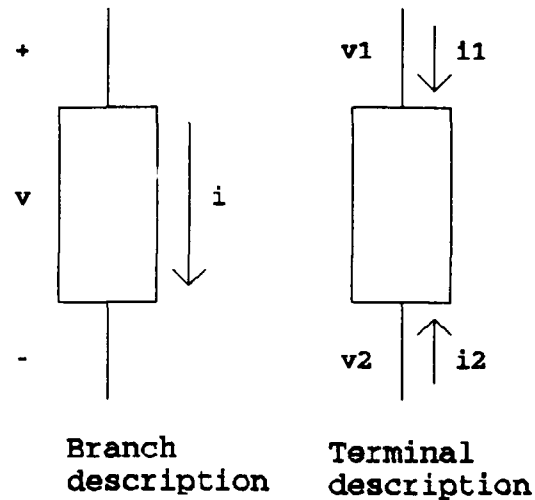 +
v
i
-
Branch
description
v1
i1
v2
i2
Terminal
description